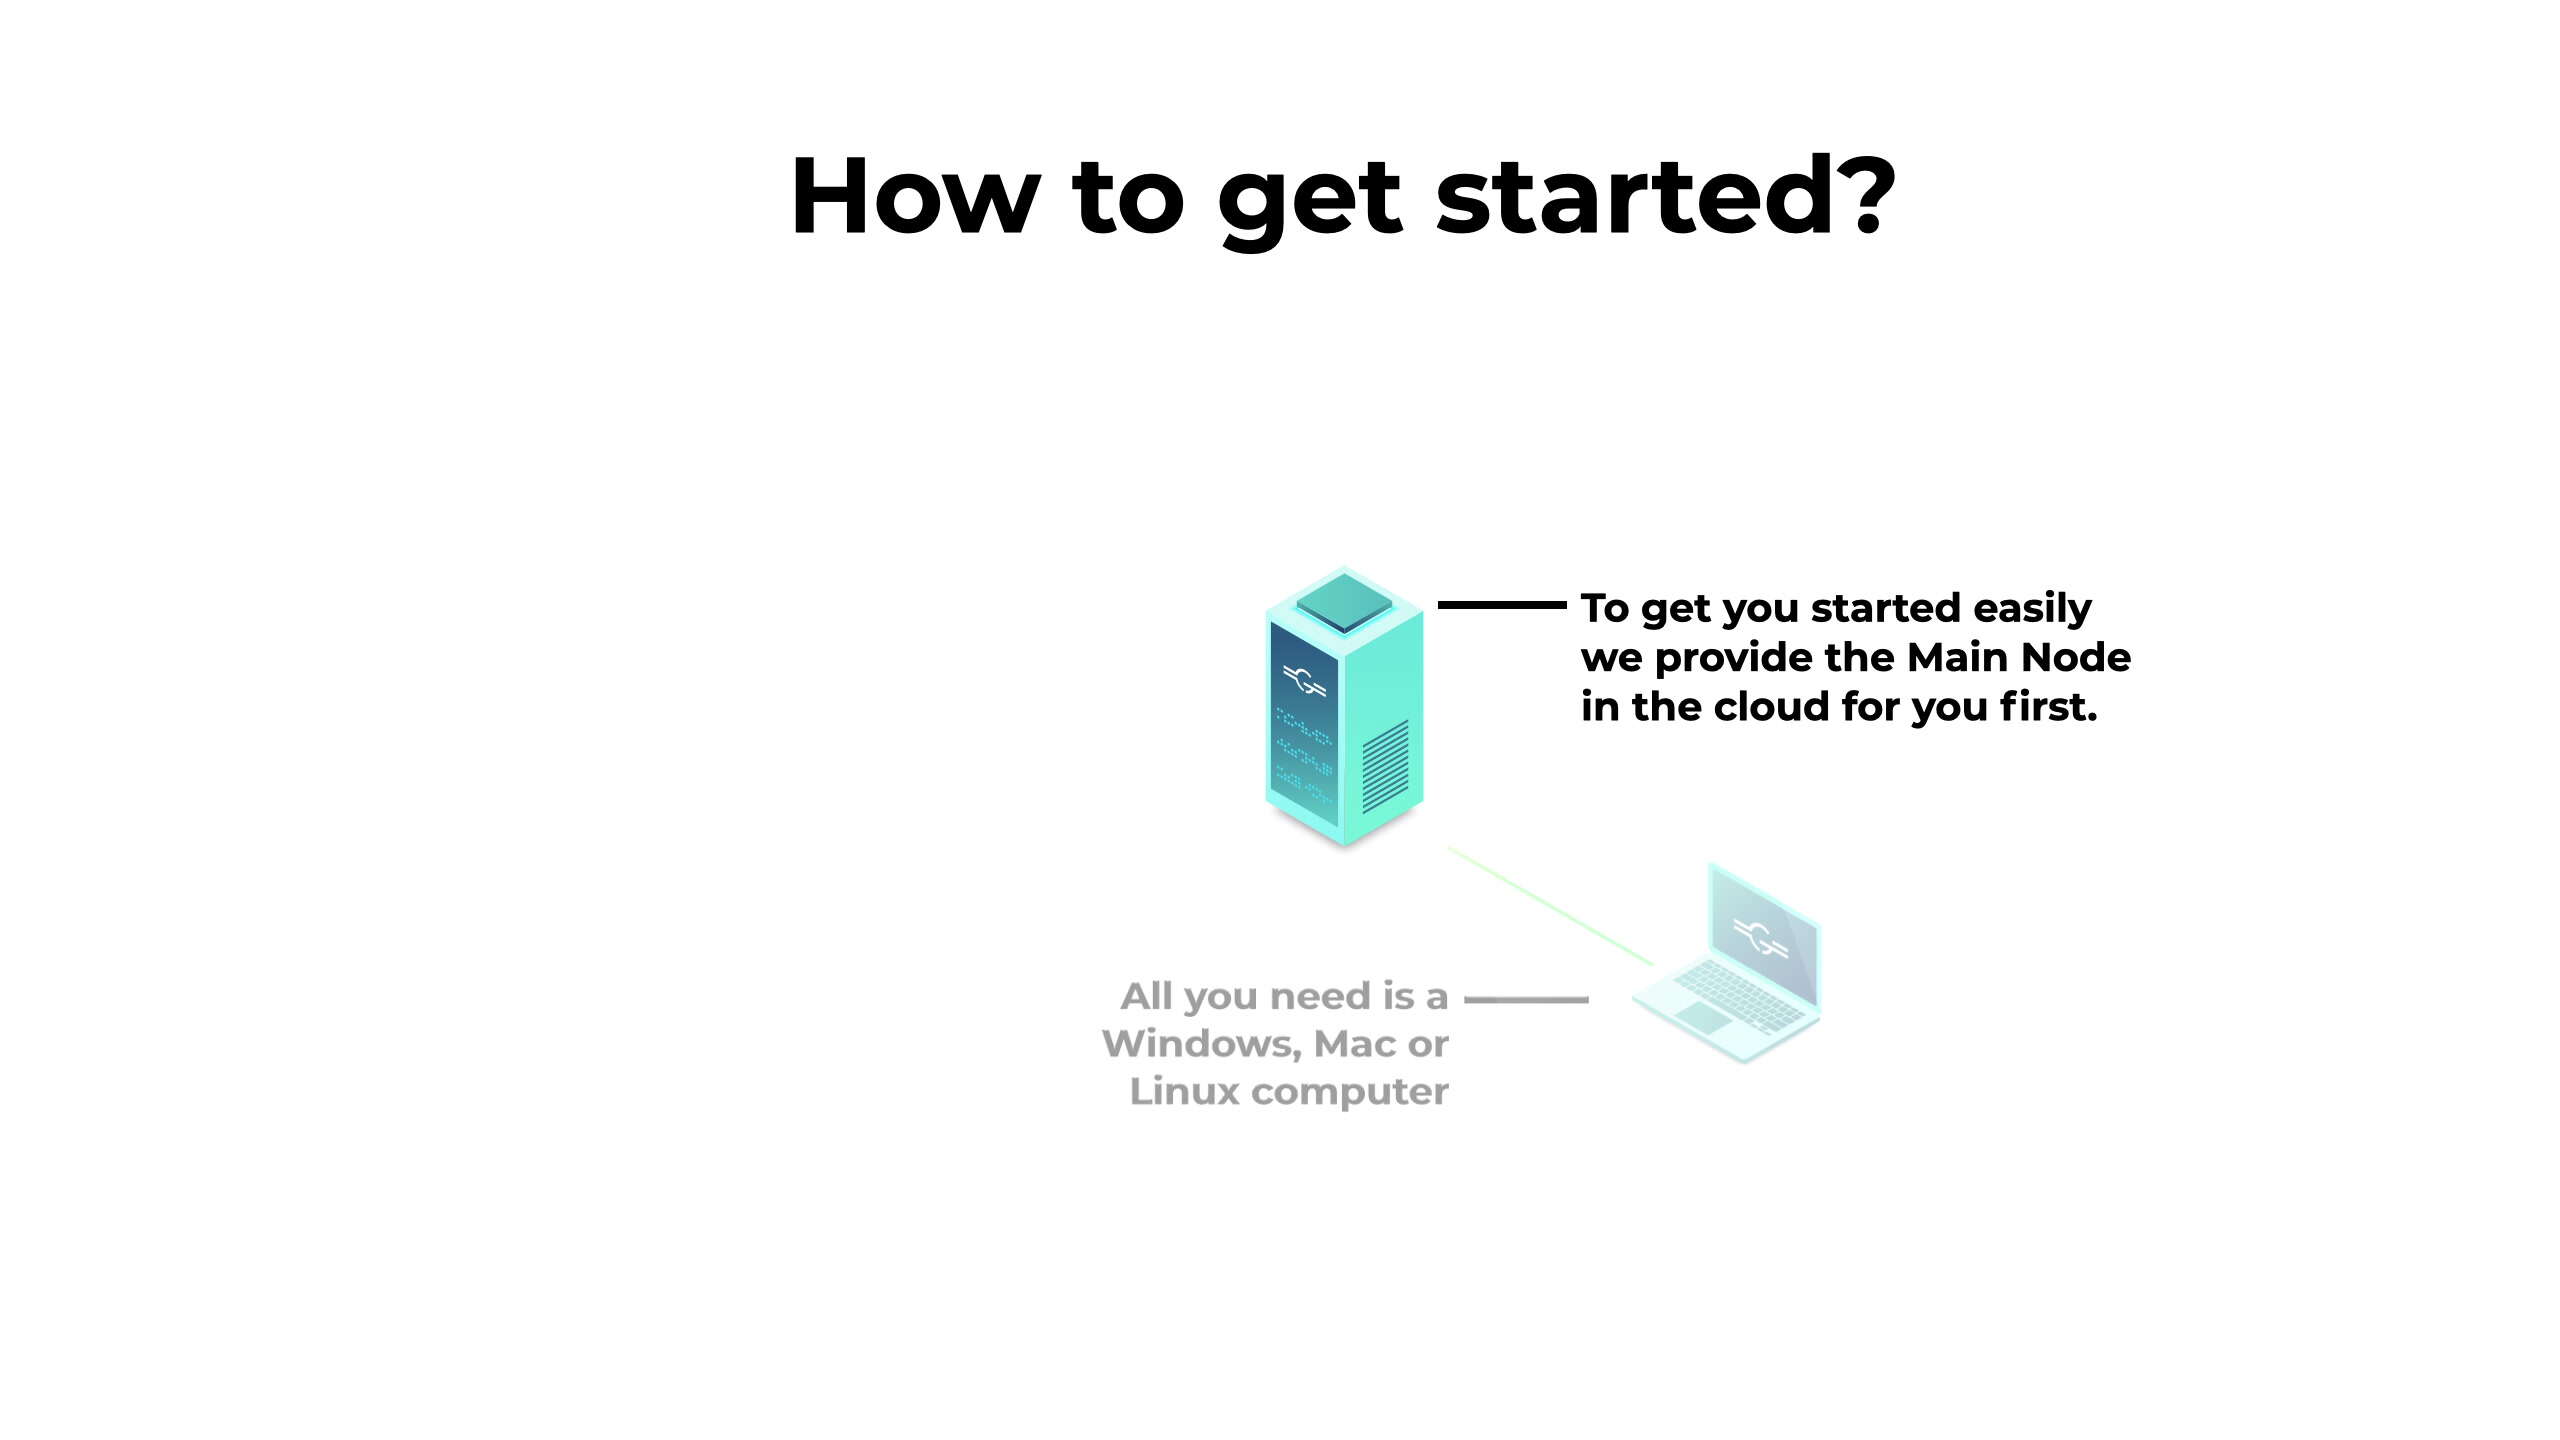 How to get started?
To get you started easily
we provide the Main Node
in the cloud for you first.
All you need is a
Windows, Mac or
Linux computer